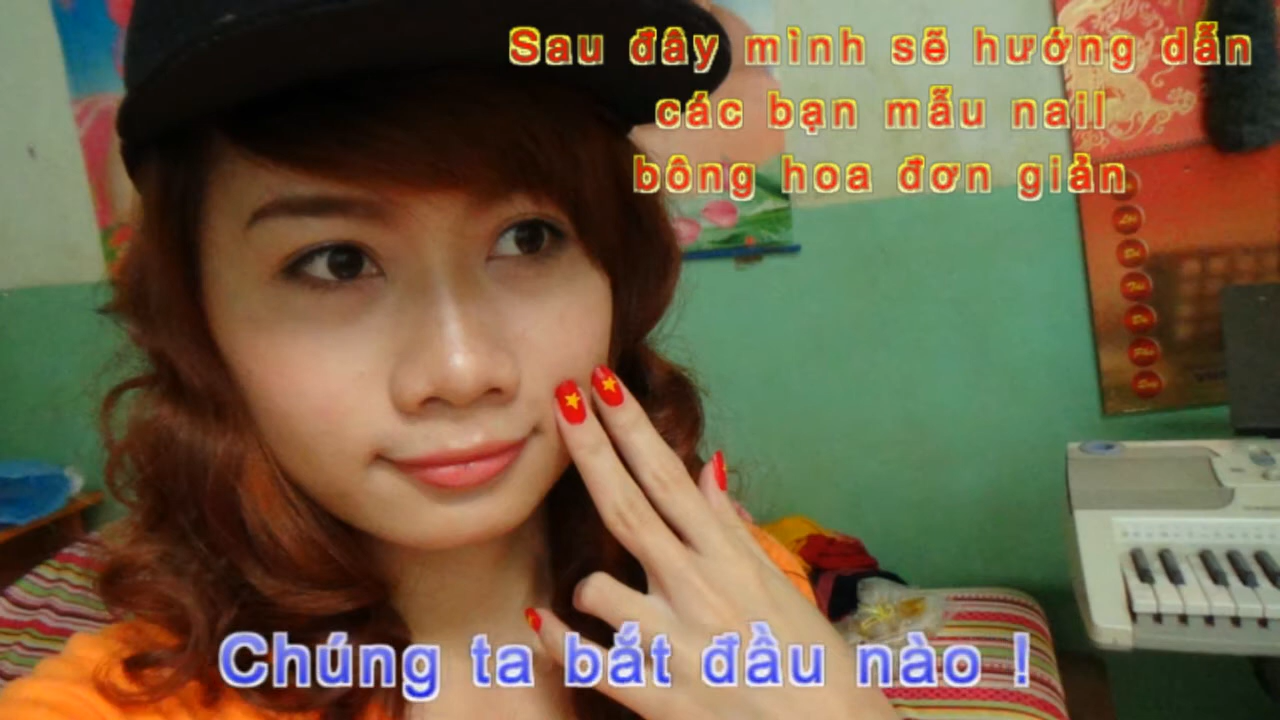 Sau đây mình sẽ hướng dẫn
các bạn mẫu nail
bông hoa đơn giản
Chúng ta bắt đầu nào !